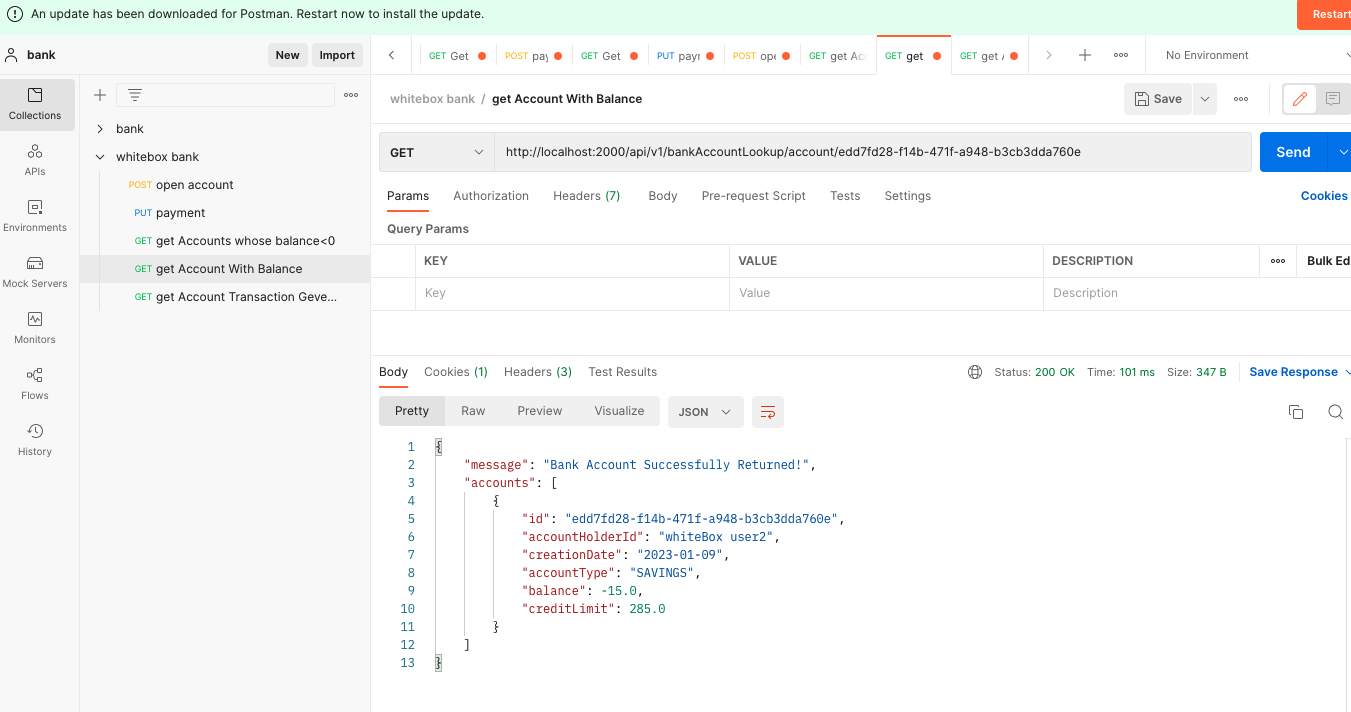 An update has been downloaded for Postman. Restart now to install the update.
Restart
bank
New
Import
GET Get
POST pay
GET Get
PUT payr
POST ope
GET get Acc
GET get
GET get A
No Environment
Collections
APIs
Environments
Mock Servers
Monitors
Flows
History
bank
whitebox bank
POST open account
PUT payment
GET get Accounts whose balance<0
GET get Account With Balance
GET get Account Transaction Geve...
whitebox bank / get Account With Balance
Save
GET
http://localhost:2000/api/v1/bankAccountLookup/account/edd7fd28-f14b-471f-a948-b3cb3dda760e
Send
Params Authorization Headers (7) Body Pre-request Script Tests Settings
Cookies
Query Params
KEY VALUE DESCRIPTION
Bulk Ed
Key Value Description
Body Cookies (1) Headers (3) Test Results
Status: 200 OK Time: 101 ms Size: 347 B
Save Response
Pretty Raw Preview Visualize JSON
1 {
2 "message": "Bank Account Successfully Returned!",
3 "accounts": [
4 {
5 "id": "edd7fd28-f14b-471f-a948-b3cb3dda760e",
6 "accountHolderId": "whiteBox user2",
7 "creationDate": "2023-01-09",
8 "accountType": "SAVINGS",
9 "balance": -15.0,
10 "creditLimit": 285.0
11 }
12 ]
13 }